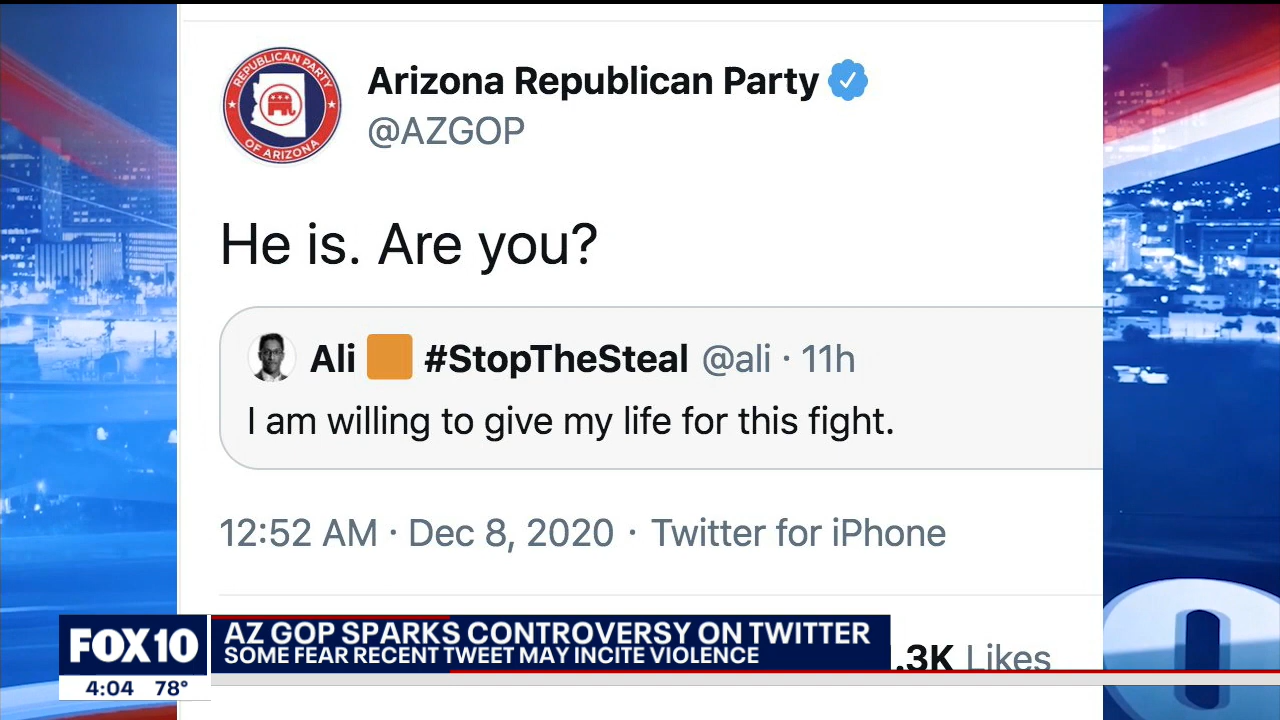 REPUBLICAN PARTY
OF ARIZONA
Arizona Republican Party
@AZGOP
He is. Are you?
Ali #StopTheSteal @ali · 11h
I am willing to give my life for this fight.
12:52 AM · Dec 8, 2020 · Twitter for iPhone
.3K Likes
FOX10
AZ GOP SPARKS CONTROVERSY ON TWITTER
SOME FEAR RECENT TWEET MAY INCITE VIOLENCE
4:04 78°